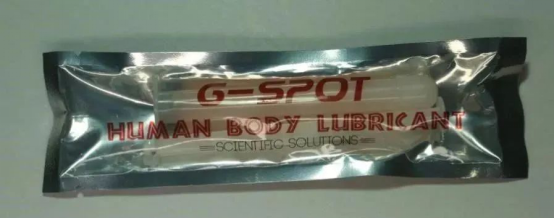 G-SPOT
HUMAN BODY LUBRICANT
SCIENTIFIC SOLUTIONS